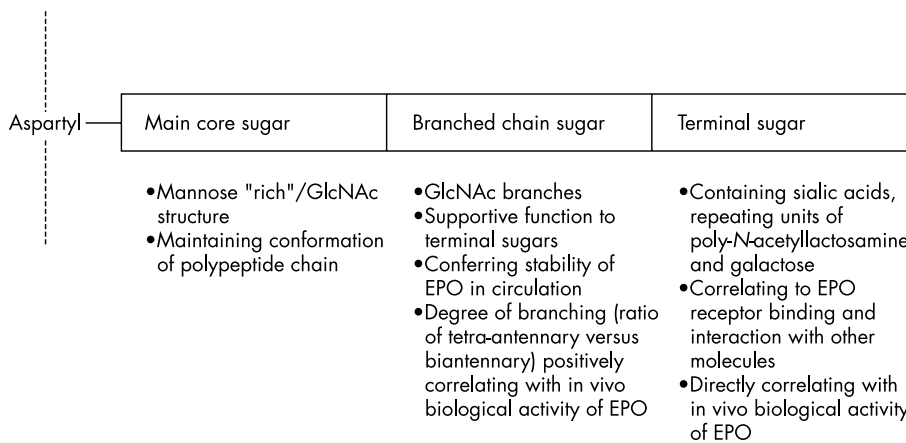 Aspartyl
Main core sugar
Branched chain sugar
Terminal sugar
•Mannose "rich"/GlcNAc
structure
•Maintaining conformation
of polypeptide chain
•GlcNAc branches
•Supportive function to
terminal sugars
•Conferring stability of
EPO in circulation
•Degree of branching (ratio
of tetra-antennary versus
biantennary) positively
correlating with in vivo
biological activity of EPO
•Containing sialic acids,
repeating units of
poly-N-acetyllactosamine
and galactose
•Correlating to EPO
receptor binding and
interaction with other
molecules
•Directly correlating with
in vivo biological activity
of EPO